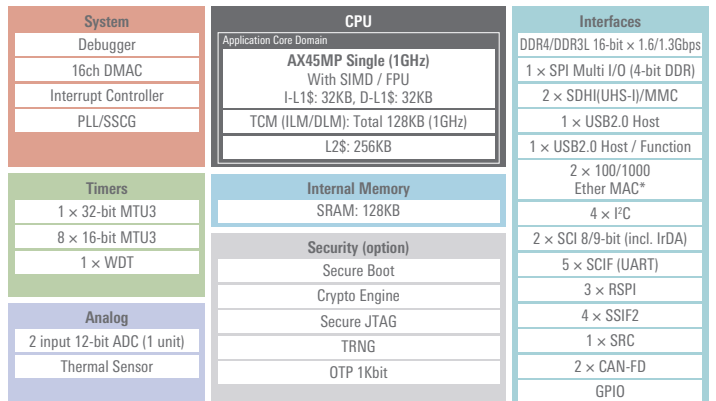 System
Debugger
16ch DMAC
Interrupt Controller
PLL/SSCG
Timers
1 × 32-bit MTU3
8 × 16-bit MTU3
1 × WDT
Analog
2 input 12-bit ADC (1 unit)
Thermal Sensor
CPU
Application Core Domain
AX45MP Single (1GHz)
With SIMD / FPU
I-L1$: 32KB, D-L1$: 32KB
TCM (ILM/DLM): Total 128KB (1GHz)
L2$: 256KB
Internal Memory
SRAM: 128KB
Security (option)
Secure Boot
Crypto Engine
Secure JTAG
TRNG
OTP 1Kbit
Interfaces
DDR4/DDR3L 16-bit × 1.6/1.3Gbps
1 × SPI Multi I/O (4-bit DDR)
2 × SDHI(UHS-I)/MMC
1 × USB2.0 Host
1 × USB2.0 Host / Function
2 × 100/1000
Ether MAC*
4 × I²C
2 × SCI 8/9-bit (incl. IrDA)
5 × SCIF (UART)
3 × RSPI
4 × SSIF2
1 × SRC
2 × CAN-FD
GPIO